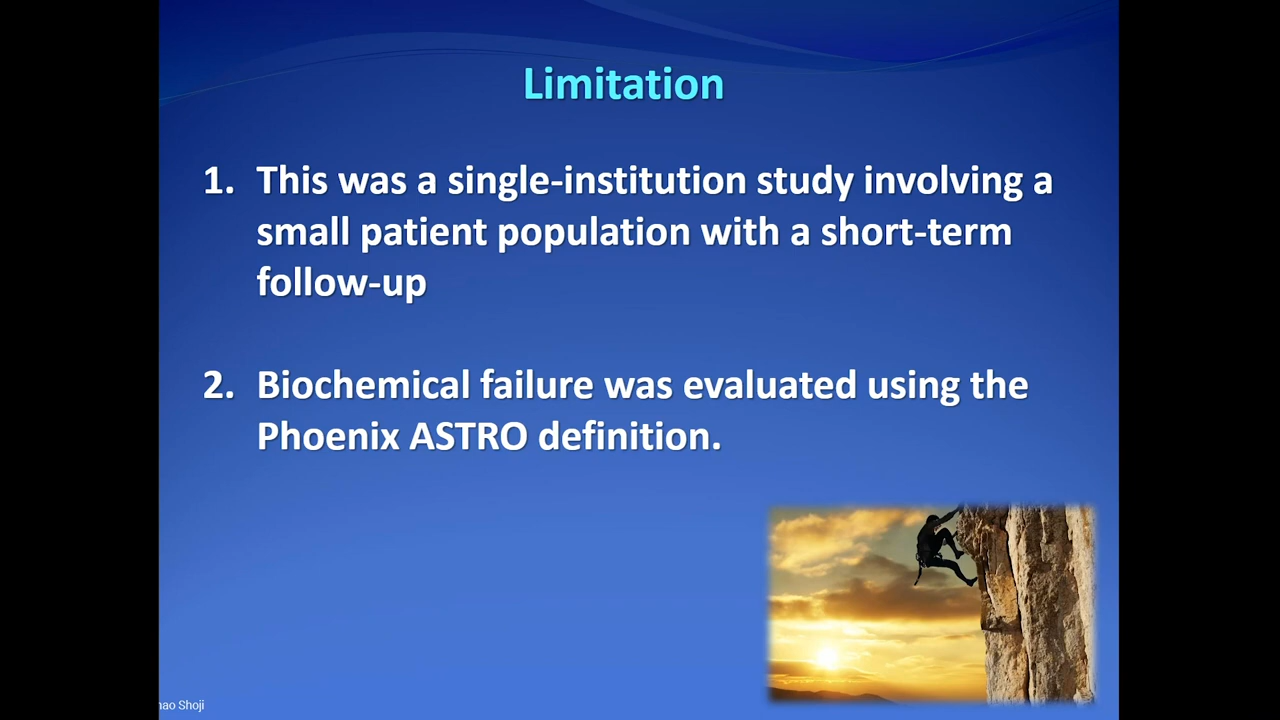 Limitation
1. This was a single-institution study involving a
small patient population with a short-term
follow-up
2. Biochemical failure was evaluated using the
Phoenix ASTRO definition.
Shoji